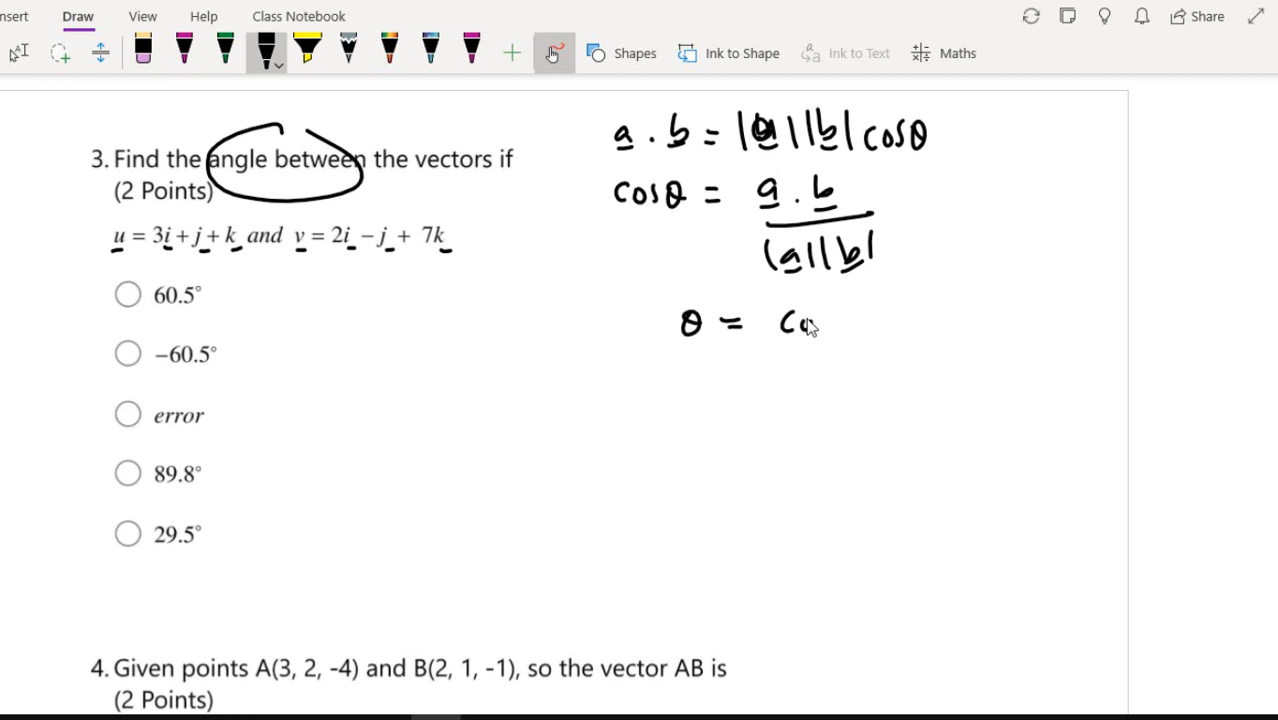 nsert Draw View Help Class Notebook Share
Shapes Ink to Shape Ink to Text Maths
3. Find the angle between the vectors if
(2 Points)
u = 3i + j + k and v = 2i - j + 7k
60.5°
-60.5°
error
89.8°
29.5°
a . b = |a||b| cosθ
cosθ = a . b
|a||b|
θ = co
4. Given points A(3, 2, -4) and B(2, 1, -1), so the vector AB is
(2 Points)